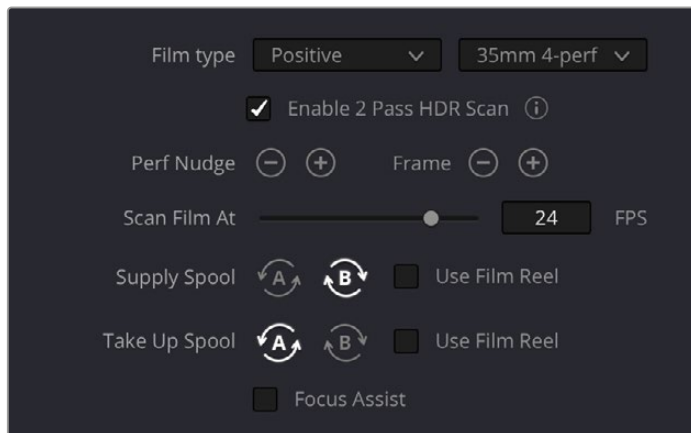 Film type Positive 35mm 4-perf
Enable 2 Pass HDR Scan i
Perf Nudge Frame
Scan Film At 24 FPS
Supply Spool A B Use Film Reel
Take Up Spool A B Use Film Reel
Focus Assist